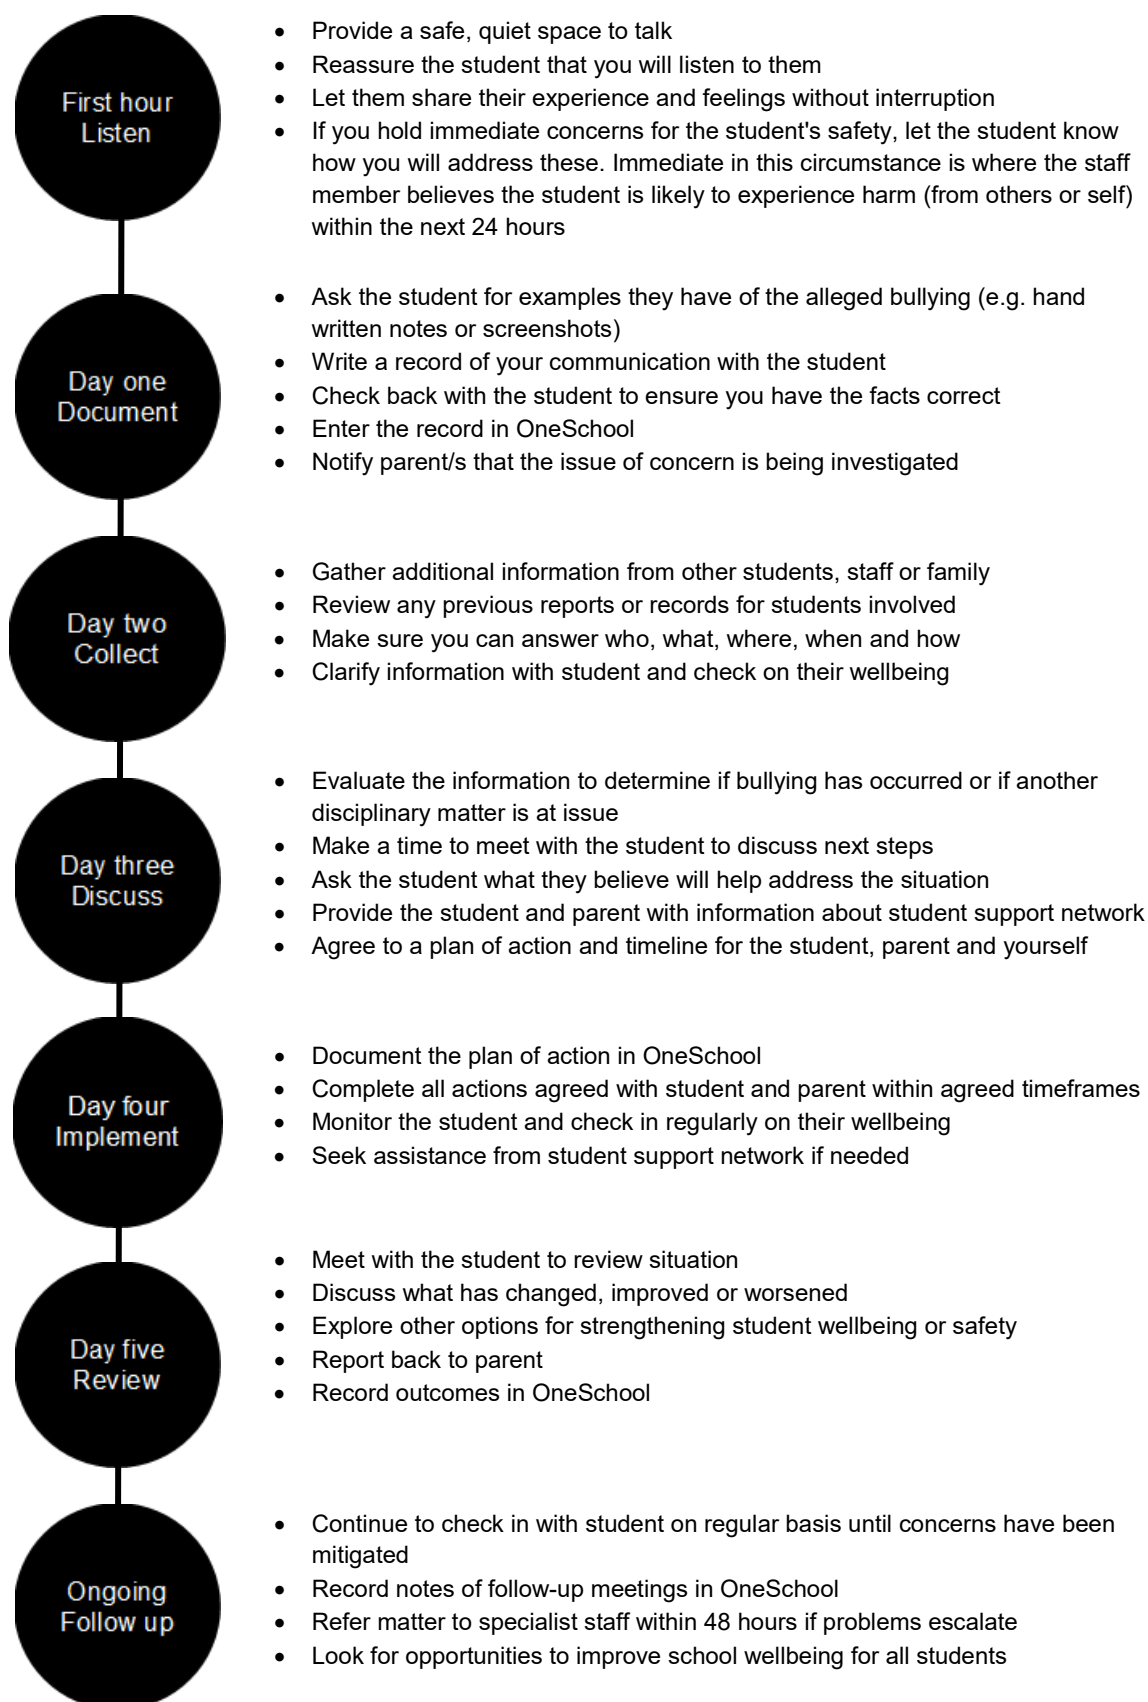 First hour
Listen
• Provide a safe, quiet space to talk
• Reassure the student that you will listen to them
• Let them share their experience and feelings without interruption
• If you hold immediate concerns for the student's safety, let the student know
how you will address these. Immediate in this circumstance is where the staff
member believes the student is likely to experience harm (from others or self)
within the next 24 hours
Day one
Document
• Ask the student for examples they have of the alleged bullying (e.g. hand
written notes or screenshots)
• Write a record of your communication with the student
• Check back with the student to ensure you have the facts correct
• Enter the record in OneSchool
• Notify parent/s that the issue of concern is being investigated
Day two
Collect
• Gather additional information from other students, staff or family
• Review any previous reports or records for students involved
• Make sure you can answer who, what, where, when and how
• Clarify information with student and check on their wellbeing
Day three
Discuss
• Evaluate the information to determine if bullying has occurred or if another
disciplinary matter is at issue
• Make a time to meet with the student to discuss next steps
• Ask the student what they believe will help address the situation
• Provide the student and parent with information about student support network
• Agree to a plan of action and timeline for the student, parent and yourself
Day four
Implement
• Document the plan of action in OneSchool
• Complete all actions agreed with student and parent within agreed timeframes
• Monitor the student and check in regularly on their wellbeing
• Seek assistance from student support network if needed
Day five
Review
• Meet with the student to review situation
• Discuss what has changed, improved or worsened
• Explore other options for strengthening student wellbeing or safety
• Report back to parent
• Record outcomes in OneSchool
Ongoing
Follow up
• Continue to check in with student on regular basis until concerns have been
mitigated
• Record notes of follow-up meetings in OneSchool
• Refer matter to specialist staff within 48 hours if problems escalate
• Look for opportunities to improve school wellbeing for all students